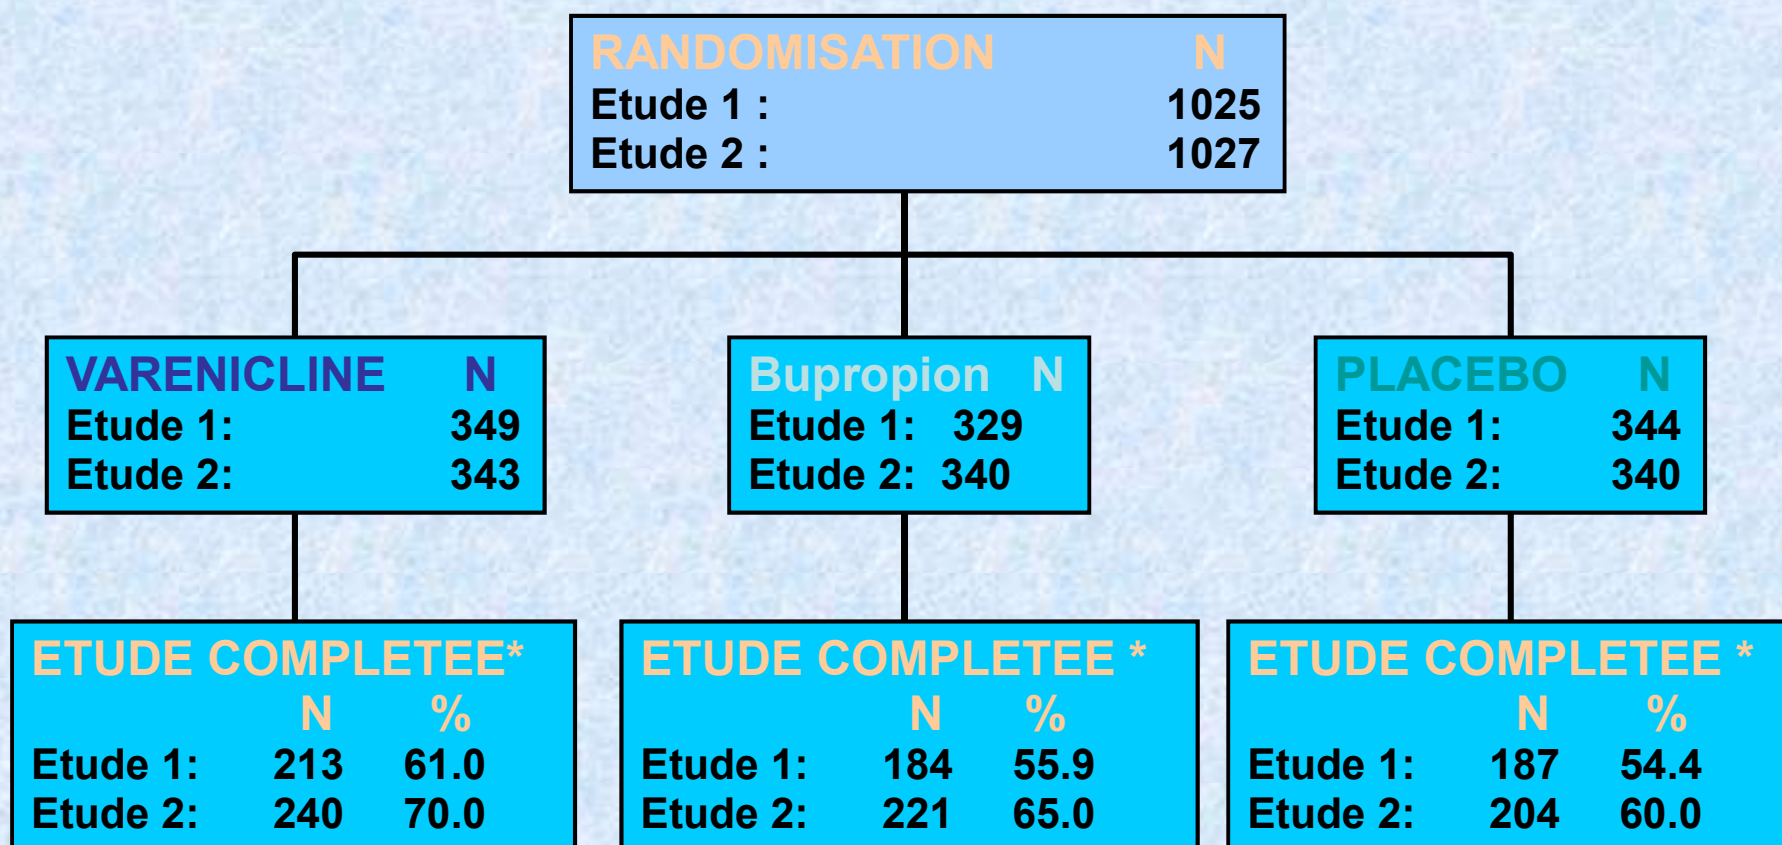 RANDOMISATION N
Etude 1 : 1025
Etude 2 : 1027
VARENICLINE N
Etude 1: 349
Etude 2: 343
Bupropion N
Etude 1: 329
Etude 2: 340
PLACEBO N
Etude 1: 344
Etude 2: 340
ETUDE COMPLETEE*
N %
Etude 1: 213 61.0
Etude 2: 240 70.0
ETUDE COMPLETEE *
N %
Etude 1: 184 55.9
Etude 2: 221 65.0
ETUDE COMPLETEE *
N %
Etude 1: 187 54.4
Etude 2: 204 60.0